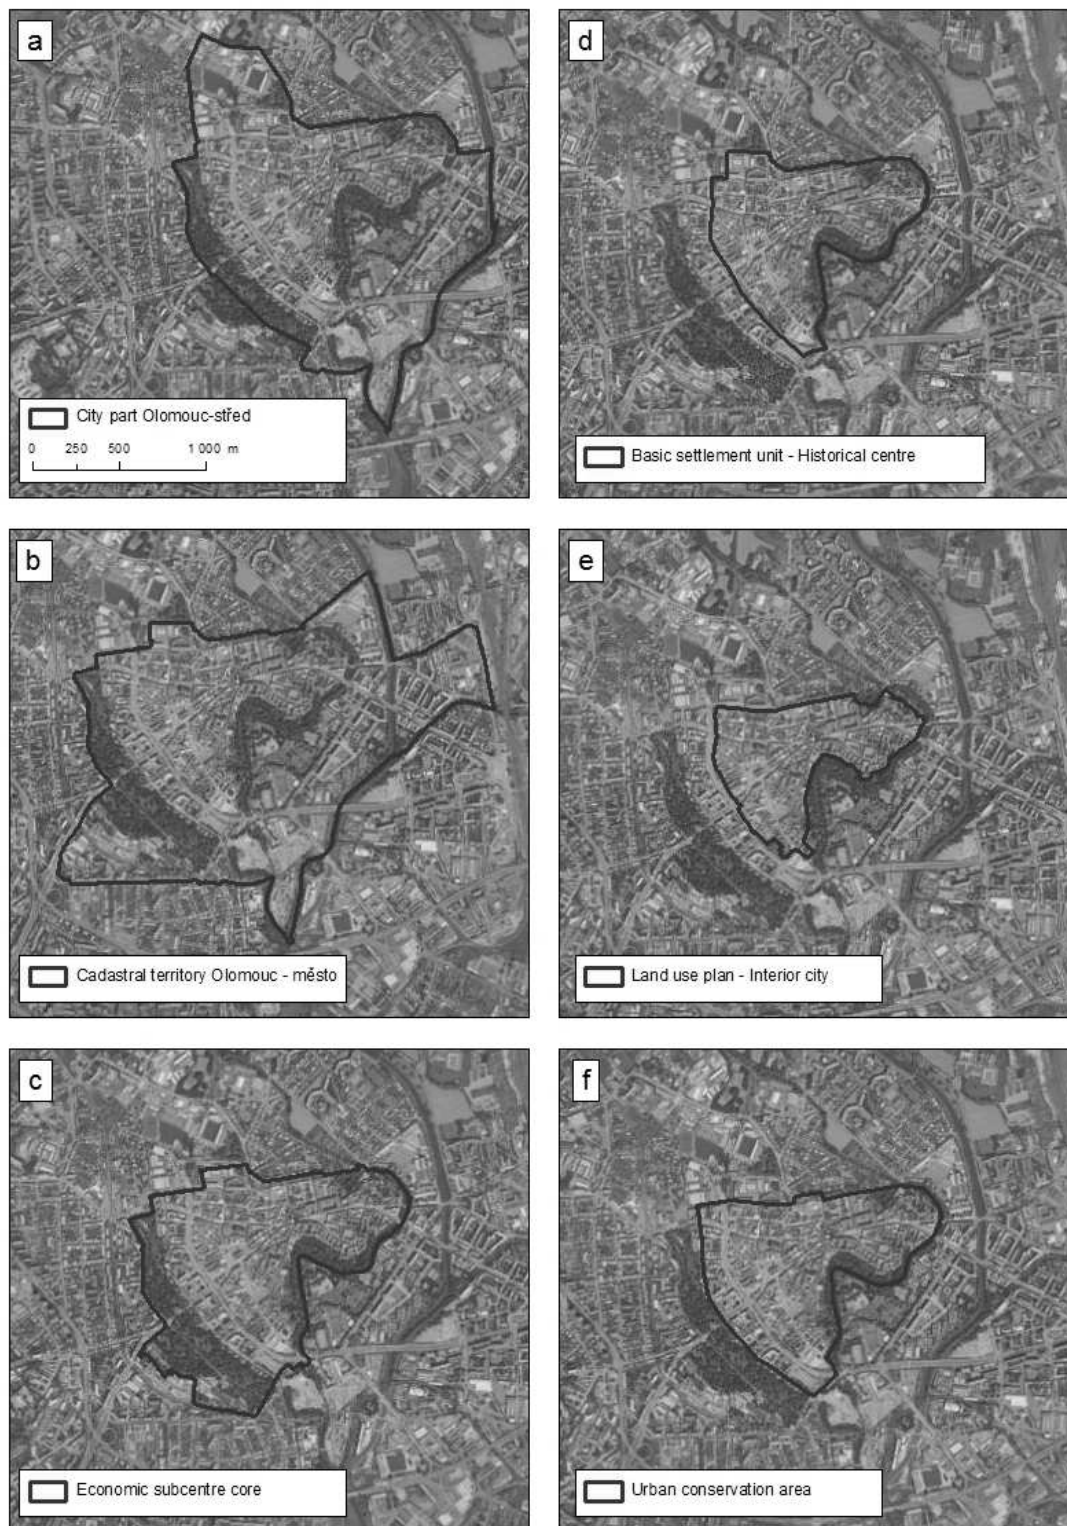 a
City part Olomouc-střed
0 250 500 1 000 m
b
Cadastral territory Olomouc - město
c
Economic subcentre core
d
Basic settlement unit - Historical centre
e
Land use plan - Interior city
f
Urban conservation area